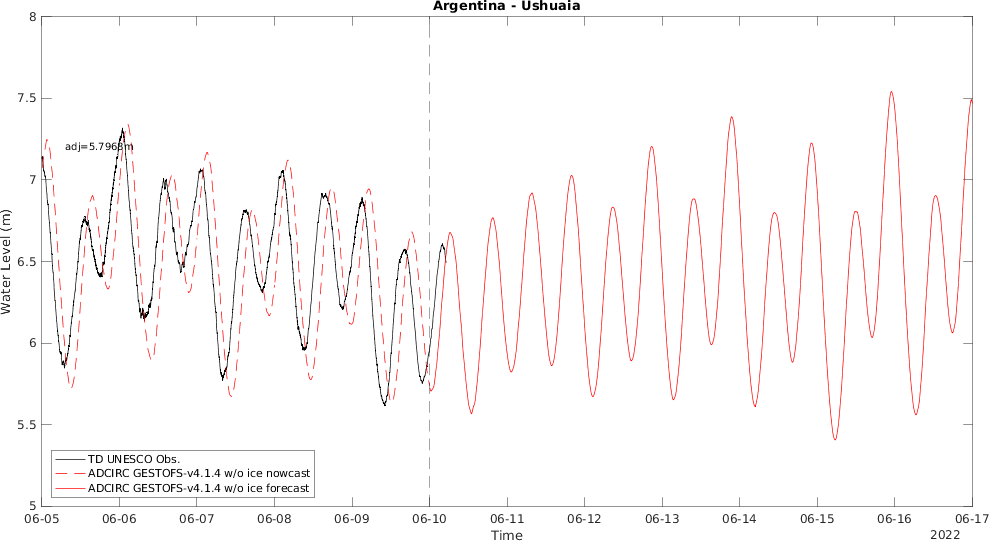 Argentina - Ushuaia
8
7.5
7
6.5
6
5.5
5
Water Level (m)
adj=5.7963m
TD UNESCO Obs.
ADCIRC GESTOFS-v4.1.4 w/o ice nowcast
ADCIRC GESTOFS-v4.1.4 w/o ice forecast
06-05 06-06 06-07 06-08 06-09 06-10 06-11 06-12 06-13 06-14 06-15 06-16 06-17
Time
2022